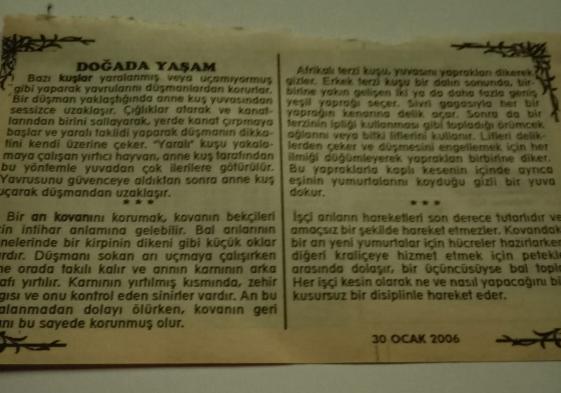 DOĞADA YAŞAM
Bazı kuşlar yaralanmış veya uçamıyormuş
gibi yaparak yavrularını düşmanlardan korurlar.
Bir düşman yaklaştığında anne kuş yuvasından
sessizce uzaklaşır. Çığlıklar atarak ve kanat-
larından birini sallayarak, yerde kanat çırpmaya
başlar ve yaralı taklidi yaparak düşmanın dikka-
tini kendi üzerine çeker. "Yaralı" kuşu yakala-
maya çalışan yırtıcı hayvan, anne kuş tarafından
bu yöntemle yuvadan çok ilerilere götürülür.
Yavrusunu güvenceye aldıktan sonra anne kuş
uçarak düşmandan uzaklaşır.
***
Bir arı kovanını korumak, kovanın bekçileri
için intihar anlamına gelebilir. Bal arılarının
nelerinde bir kirpinin dikeni gibi küçük oklar
ardır. Düşmanı sokan arı uçmaya çalışırken
ne orada takılı kalır ve arının karnının arka
afı yırtılır. Karnının yırtılmış kısmında, zehir
gısı ve onu kontrol eden sinirler vardır. Arı bu
alanmadan dolayı ölürken, kovanın geri
anı bu sayede korunmuş olur.
Afrikalı terzi kuşu, yuvasını yaprakları dikerek
gizler. Erkek terzi kuşu bir dalın sonunda, bir-
birine yakın gelişen iki ya da daha fazla geniş
yeşil yaprağı seçer. Sivri gagasıyla her bir
yaprağın kenarına delik açar. Sonra da bir
terzinin ipliği kullanması gibi topladığı örümcek
ağlarını veya bitki liflerini kullanır. Lifleri delik-
lerden çeker ve düşmesini engellemek için her
ilmiği düğümleyerek yaprakları birbirine diker.
Bu yapraklarla kaplı kesenin içinde ayrıca
eşinin yumurtalarını koyduğu gizli bir yuva
dokur.
***
İşçi arıların hareketleri son derece tutarlıdır ve
amaçsız bir şekilde hareket etmezler. Kovandak
bir arı yeni yumurtalar için hücreler hazırlarken
diğeri kraliçeye hizmet etmek için petekle
arasında dolaşır, bir üçüncüsüyse bal topla
Her işçi kesin olarak ne ve nasıl yapacağını bi
kusursuz bir disiplinle hareket eder.
30 OCAK 2006